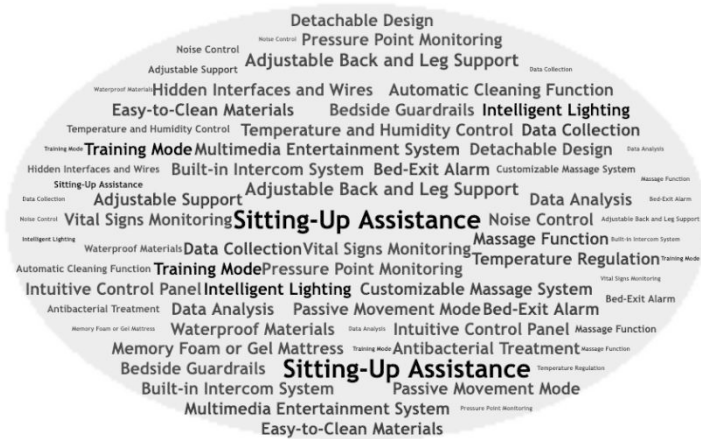 Detachable Design
Noise Control Noise Control Pressure Point Monitoring
Adjustable Support Adjustable Back and Leg Support Data Collection
Waterproof Materials Hidden Interfaces and Wires Automatic Cleaning Function
Easy-to-Clean Materials Bedside Guardrails Intelligent Lighting
Temperature and Humidity Control Temperature and Humidity Control Data Collection
Training Mode Training Mode Multimedia Entertainment System Detachable Design Data Analysis
Hidden Interfaces and Wires Built-in Intercom System Bed-Exit Alarm Customizable Massage System Massage Function
Sitting-Up Assistance Adjustable Back and Leg Support
Data Collection Adjustable Support Data Analysis Bed-Exit Alarm
Noise Control Vital Signs Monitoring Sitting-Up Assistance Noise Control Adjustable Back and Leg Support
Intelligent Lighting Massage Function Built-in Intercom System
Waterproof Materials Data Collection Vital Signs Monitoring Temperature Regulation Training Mode
Automatic Cleaning Function Training Mode Pressure Point Monitoring Vital Signs Monitoring
Intuitive Control Panel Intelligent Lighting Customizable Massage System Bed-Exit Alarm
Antibacterial Treatment Data Analysis Passive Movement Mode Bed-Exit Alarm
Memory Foam or Gel Mattress Waterproof Materials Data Analysis Intuitive Control Panel Massage Function
Memory Foam or Gel Mattress Training Mode Antibacterial Treatment Massage Function
Bedside Guardrails Sitting-Up Assistance Temperature Regulation
Built-in Intercom System Passive Movement Mode
Multimedia Entertainment System Pressure Point Monitoring
Easy-to-Clean Materials